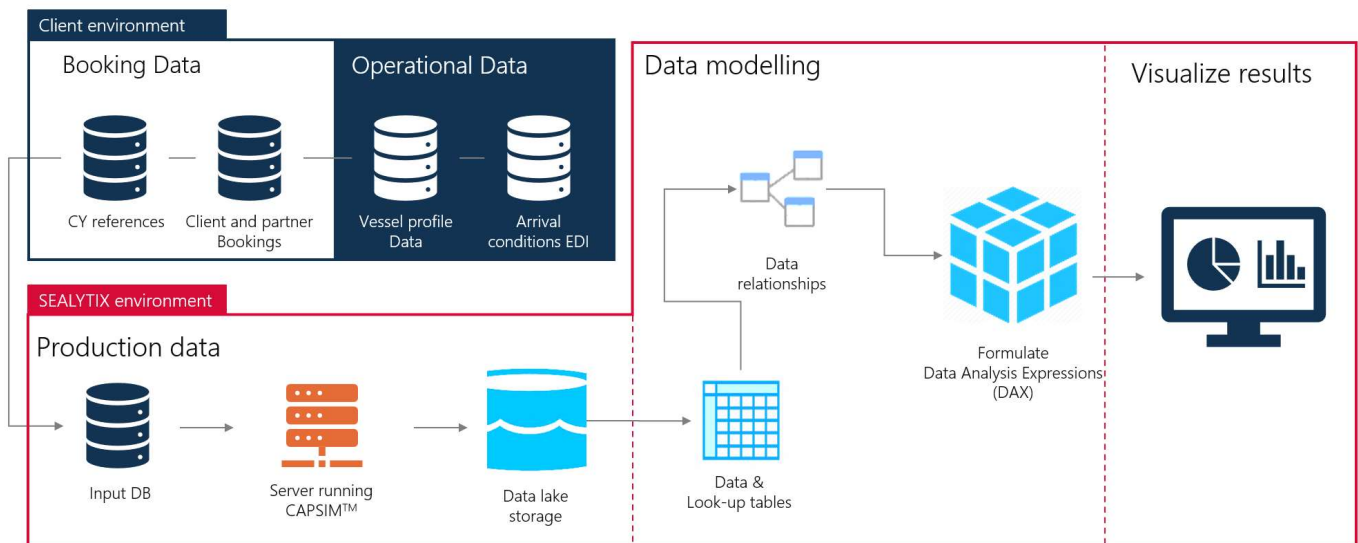 Client environment
Booking Data
Operational Data
CY references
Client and partner
Bookings
Vessel profile
Data
Arrival
conditions EDI
SEALYTIX environment
Production data
Input DB
Server running
CAPSIM™
Data lake
storage
Data modelling
Data &
Look-up tables
Data
relationships
Formulate
Data Analysis Expressions
(DAX)
Visualize results